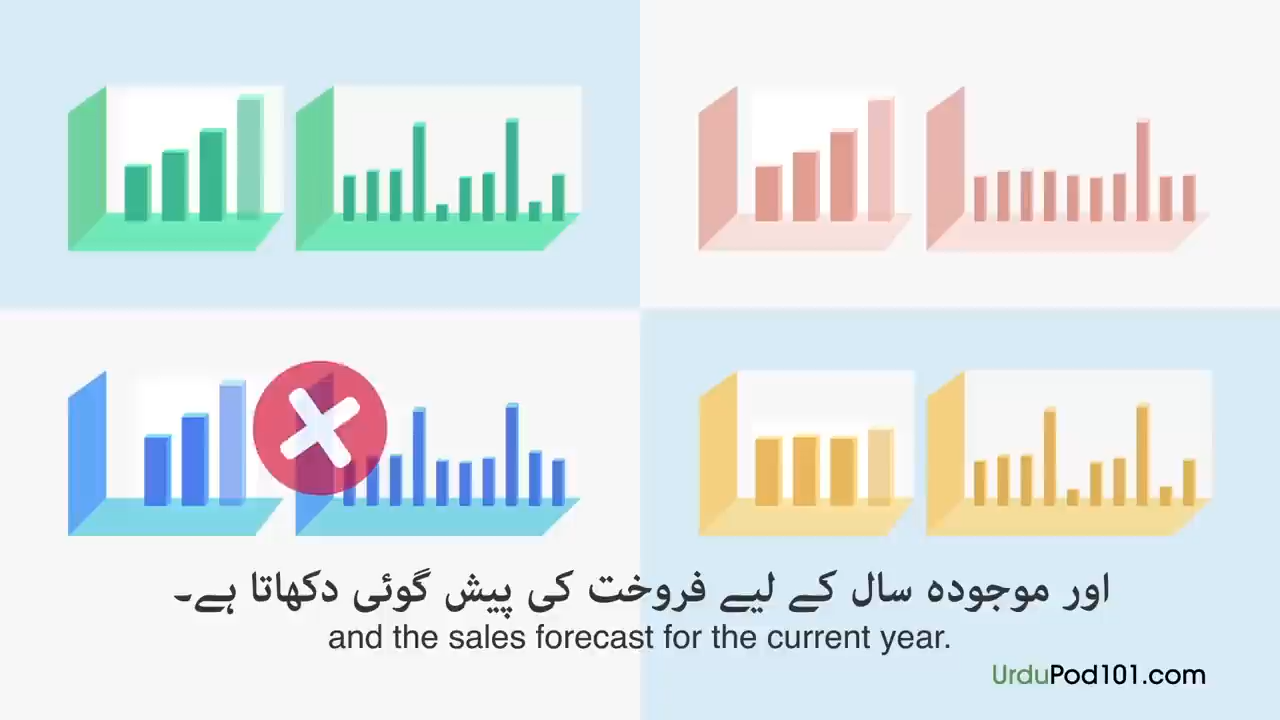 اور موجودہ سال کے لیے فروخت کی پیش گوئی دکھاتا ہے۔
and the sales forecast for the current year.
UrduPod101.com